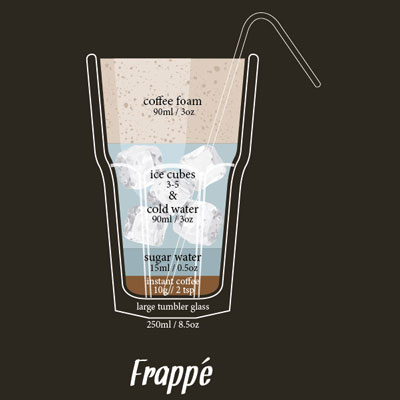 coffee foam
90ml / 3oz
ice cubes
3-5
&
cold water
90ml / 3oz
sugar water
15ml / 0.5oz
instant coffee
10g / 2 tsp
large tumbler glass
250ml / 8.5oz
Frappé